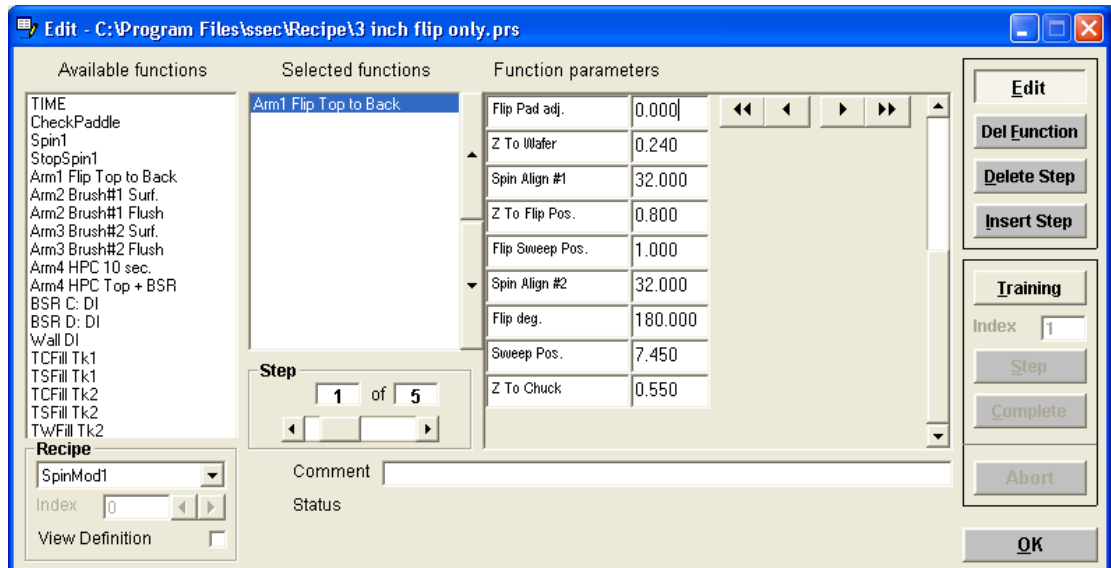 Edit - C:\Program Files\ssec\Recipe\3 inch flip only.prs
Available functions
TIME
CheckPaddle
Spin1
StopSpin1
Arm1 Flip Top to Back
Arm2 Brush#1 Surf.
Arm2 Brush#1 Flush
Arm3 Brush#2 Surf.
Arm3 Brush#2 Flush
Arm4 HPC 10 sec.
Arm4 HPC Top + BSR
BSR C: DI
BSR D: DI
Wall DI
TCFill Tk1
TSFill Tk1
TCFill Tk2
TSFill Tk2
TWFill Tk2
Recipe
SpinMod1
Index 0
View Definition
Selected functions
Arm1 Flip Top to Back
Step
1 of 5
Function parameters
Flip Pad adj. 0.000
Z To Wafer 0.240
Spin Align #1 32.000
Z To Flip Pos. 0.800
Flip Sweep Pos. 1.000
Spin Align #2 32.000
Flip deg. 180.000
Sweep Pos. 7.450
Z To Chuck 0.550
Comment
Status
Edit
Del Function
Delete Step
Insert Step
Training
Index 1
Step
Complete
Abort
OK